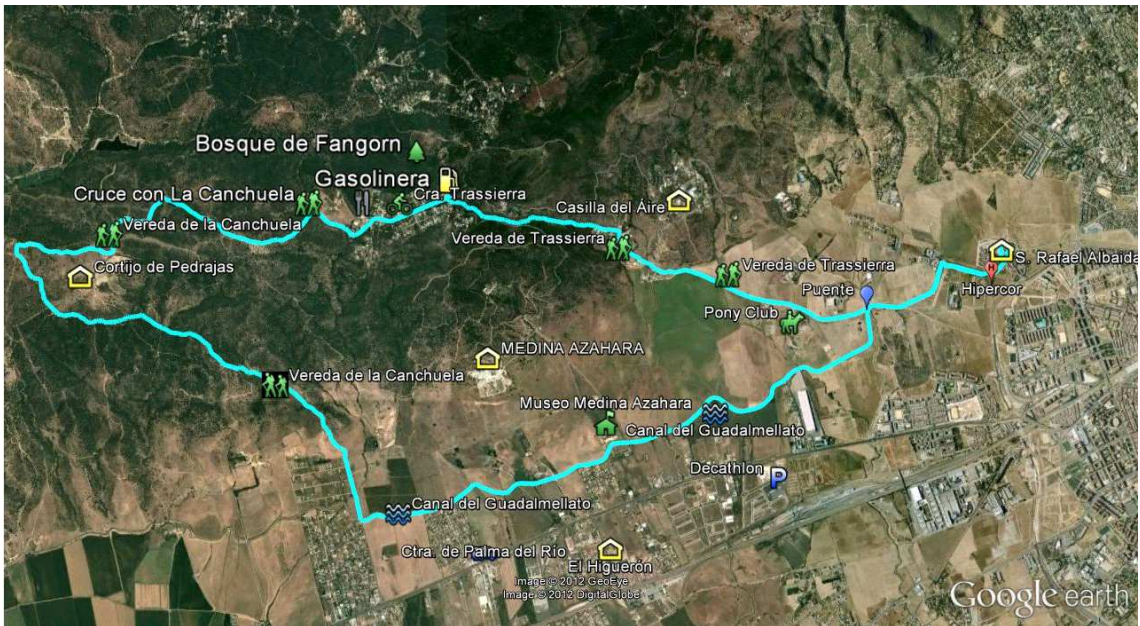 Bosque de Fangorn
Gasolinera
Cruce con La Canchuela
Cra. Trassierra
Casilla del Aire
Vereda de la Canchuela
Vereda de Trassierra
S. Rafael Albaida
Cortijo de Pedrajas
Vereda de Trassierra
Puente
Hipercor
H
Pony Club
MEDINA AZAHARA
Vereda de la Canchuela
Museo Medina Azahara
Canal del Guadalmellato
Decathlon
P
Canal del Guadalmellato
Ctra. de Palma del Río
El Higuerón
Image © 2012 GeoEye
Image © 2012 DigitalGlobe
Google earth